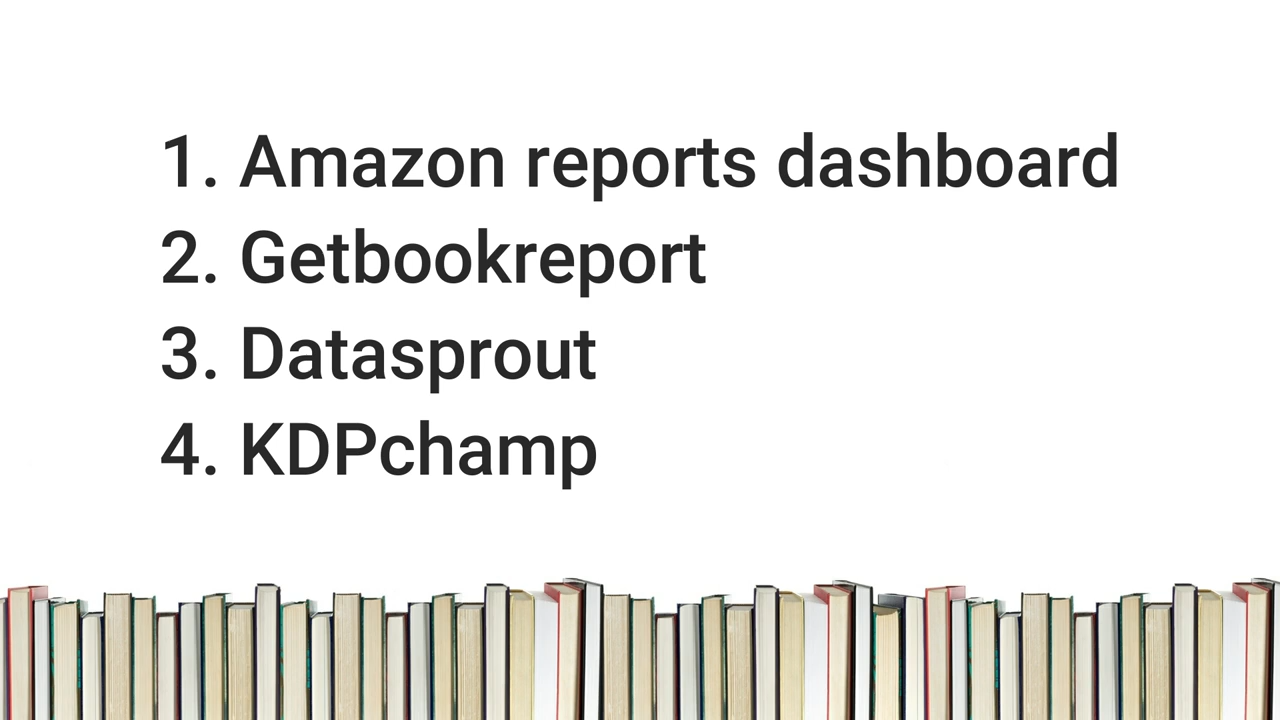 1. Amazon reports dashboard
2. Getbookreport
3. Datasprout
4. KDPchamp